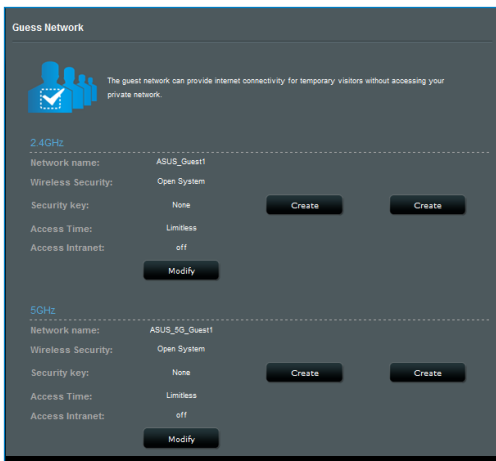 Guess Network
The guest network can provide internet connectivity for temporary visitors without accessing your
private network.
2.4GHz
Network name: ASUS_Guest1
Wireless Security: Open System
Security key: None Create Create
Access Time: Limitless
Access Intranet: off
Modify
5GHz
Network name: ASUS_5G_Guest1
Wireless Security: Open System
Security key: None Create Create
Access Time: Limitless
Access Intranet: off
Modify